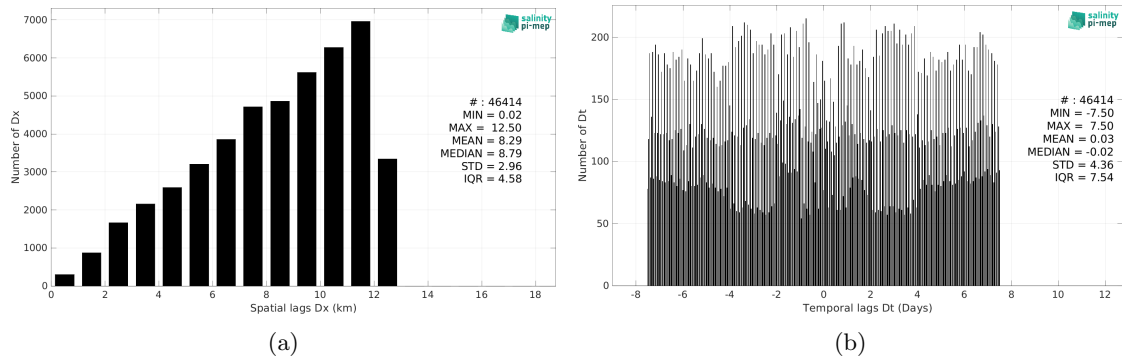 7000
6000
5000
4000
3000
2000
1000
0
Number of Dx
0 2 4 6 8 10 12 14 16 18
Spatial lags Dx (km)
salinity
pi-mep
# : 46414
MIN = 0.02
MAX = 12.50
MEAN = 8.29
MEDIAN = 8.79
STD = 2.96
IQR = 4.58
(a)
200
150
100
50
0
Number of Dt
-8 -6 -4 -2 0 2 4 6 8 10 12
Temporal lags Dt (Days)
salinity
pi-mep
# : 46414
MIN = -7.50
MAX = 7.50
MEAN = 0.03
MEDIAN = -0.02
STD = 4.36
IQR = 7.54
(b)